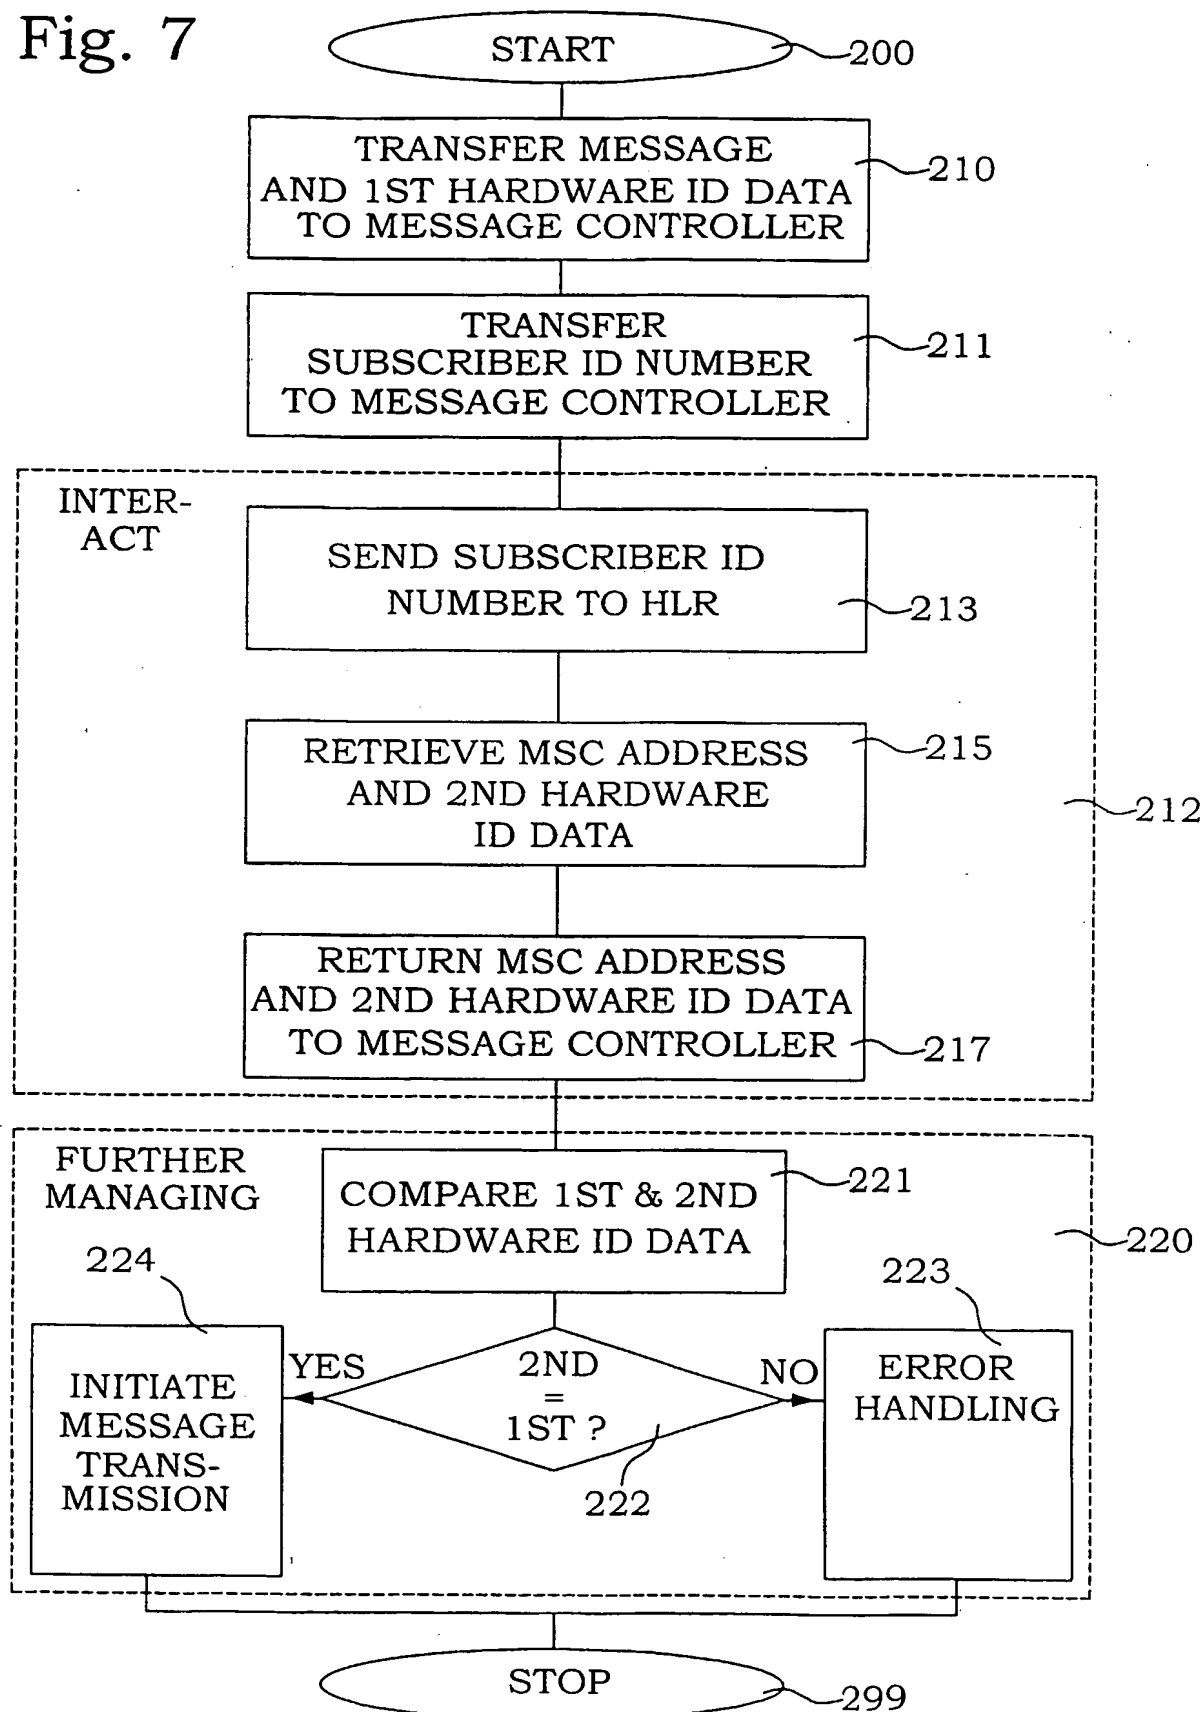 Fig. 7
START
200
TRANSFER MESSAGE
AND 1ST HARDWARE ID DATA
TO MESSAGE CONTROLLER
210
TRANSFER
SUBSCRIBER ID NUMBER
TO MESSAGE CONTROLLER
211
INTER-
ACT
SEND SUBSCRIBER ID
NUMBER TO HLR
213
RETRIEVE MSC ADDRESS
AND 2ND HARDWARE
ID DATA
215
212
RETURN MSC ADDRESS
AND 2ND HARDWARE ID DATA
TO MESSAGE CONTROLLER
217
FURTHER
MANAGING
COMPARE 1ST & 2ND
HARDWARE ID DATA
221
220
224
223
INITIATE
MESSAGE
TRANS-
MISSION
YES
2ND
=
1ST ?
NO
222
ERROR
HANDLING
STOP
299